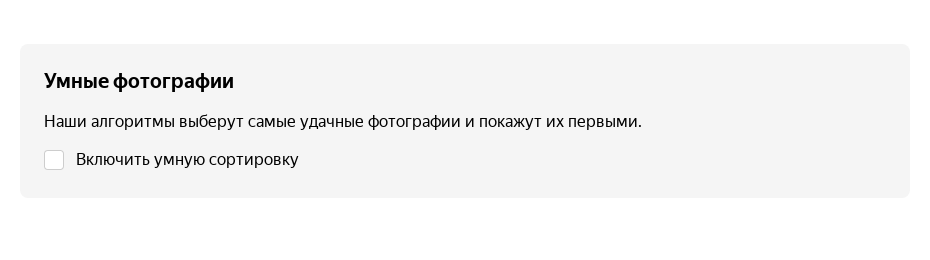 Умные фотографии
Наши алгоритмы выберут самые удачные фотографии и покажут их первыми.
Включить умную сортировку